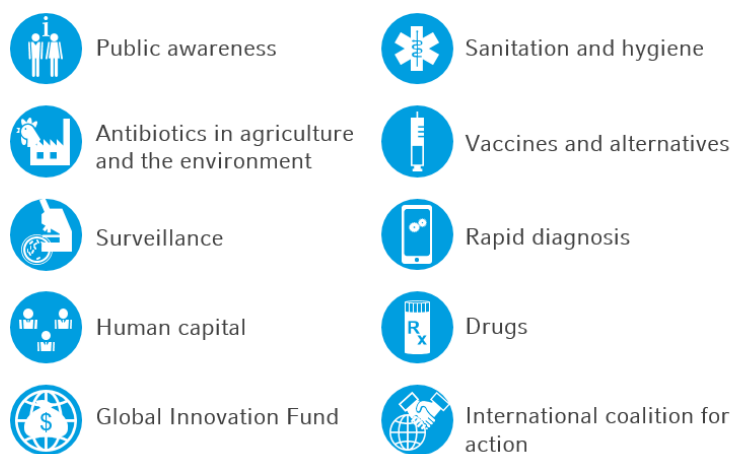 i
Public awareness
Sanitation and hygiene
Antibiotics in agriculture
and the environment
Vaccines and alternatives
Surveillance
Rapid diagnosis
Human capital
Rx
Drugs
$
Global Innovation Fund
International coalition for
action